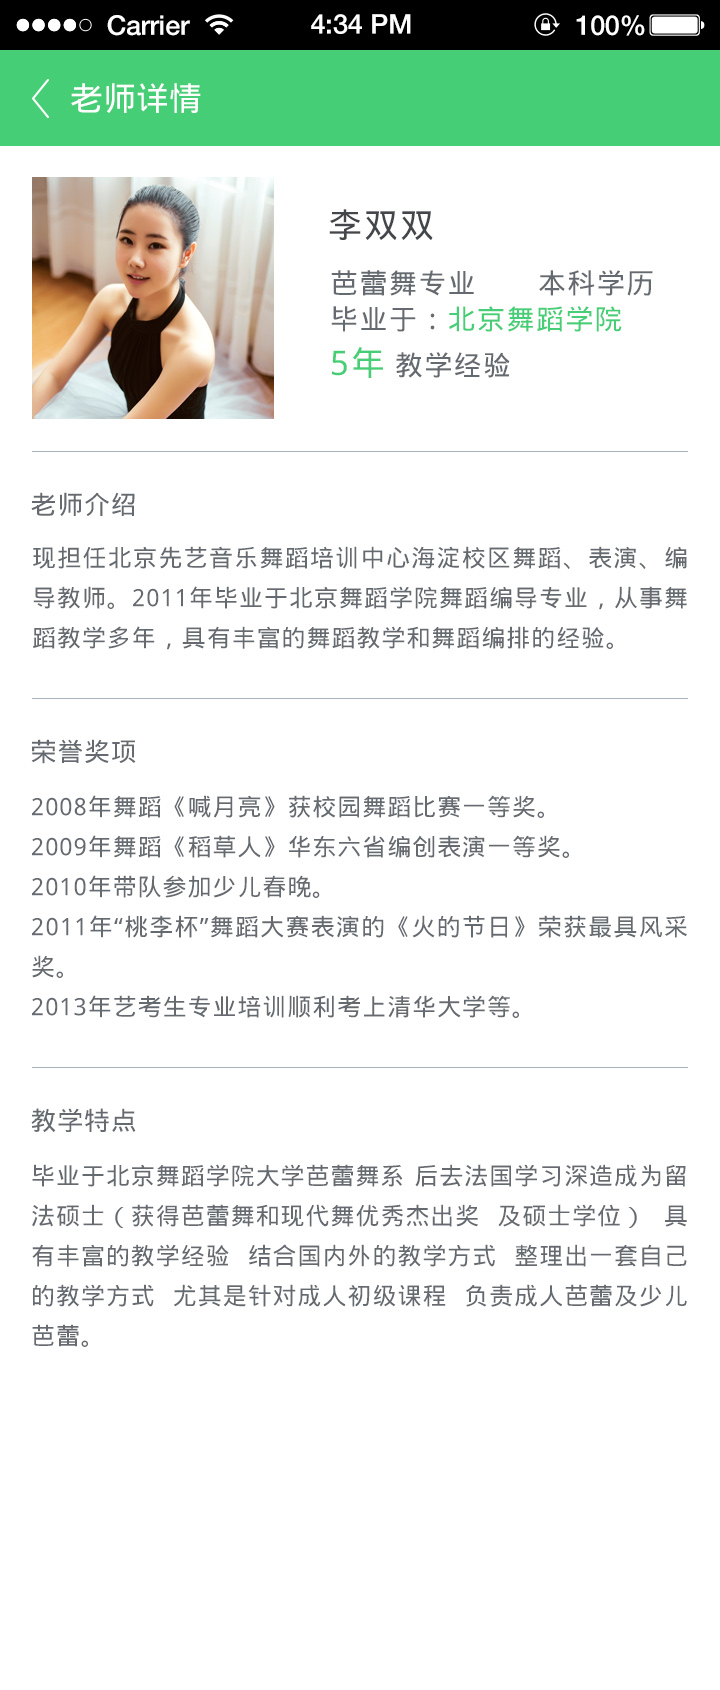 Carrier 4:34 PM 100%
老师详情
李双双
芭蕾舞专业 本科学历
毕业于：北京舞蹈学院
5年 教学经验
老师介绍
现担任北京先艺音乐舞蹈培训中心海淀校区舞蹈、表演、编
导教师。2011年毕业于北京舞蹈学院舞蹈编导专业，从事舞
蹈教学多年，具有丰富的舞蹈教学和舞蹈编排的经验。
荣誉奖项
2008年舞蹈《喊月亮》获校园舞蹈比赛一等奖。
2009年舞蹈《稻草人》华东六省编创表演一等奖。
2010年带队参加少儿春晚。
2011年“桃李杯”舞蹈大赛表演的《火的节日》荣获最具风采
奖。
2013年艺考生专业培训顺利考上清华大学等。
教学特点
毕业于北京舞蹈学院大学芭蕾舞系 后去法国学习深造成为留
法硕士（获得芭蕾舞和现代舞优秀杰出奖 及硕士学位） 具
有丰富的教学经验 结合国内外的教学方式 整理出一套自己
的教学方式 尤其是针对成人初级课程 负责成人芭蕾及少儿
芭蕾。